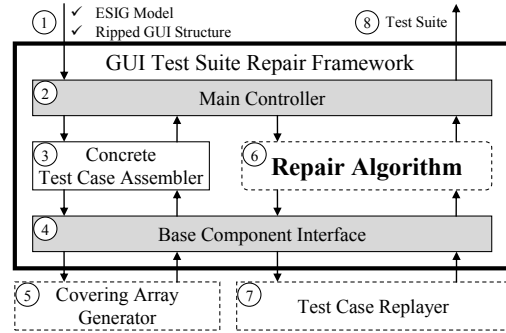 1
✓ ESIG Model
✓ Ripped GUI Structure
8
Test Suite
GUI Test Suite Repair Framework
2
Main Controller
3
Concrete
Test Case Assembler
6
Repair Algorithm
4
Base Component Interface
5
Covering Array
Generator
7
Test Case Replayer